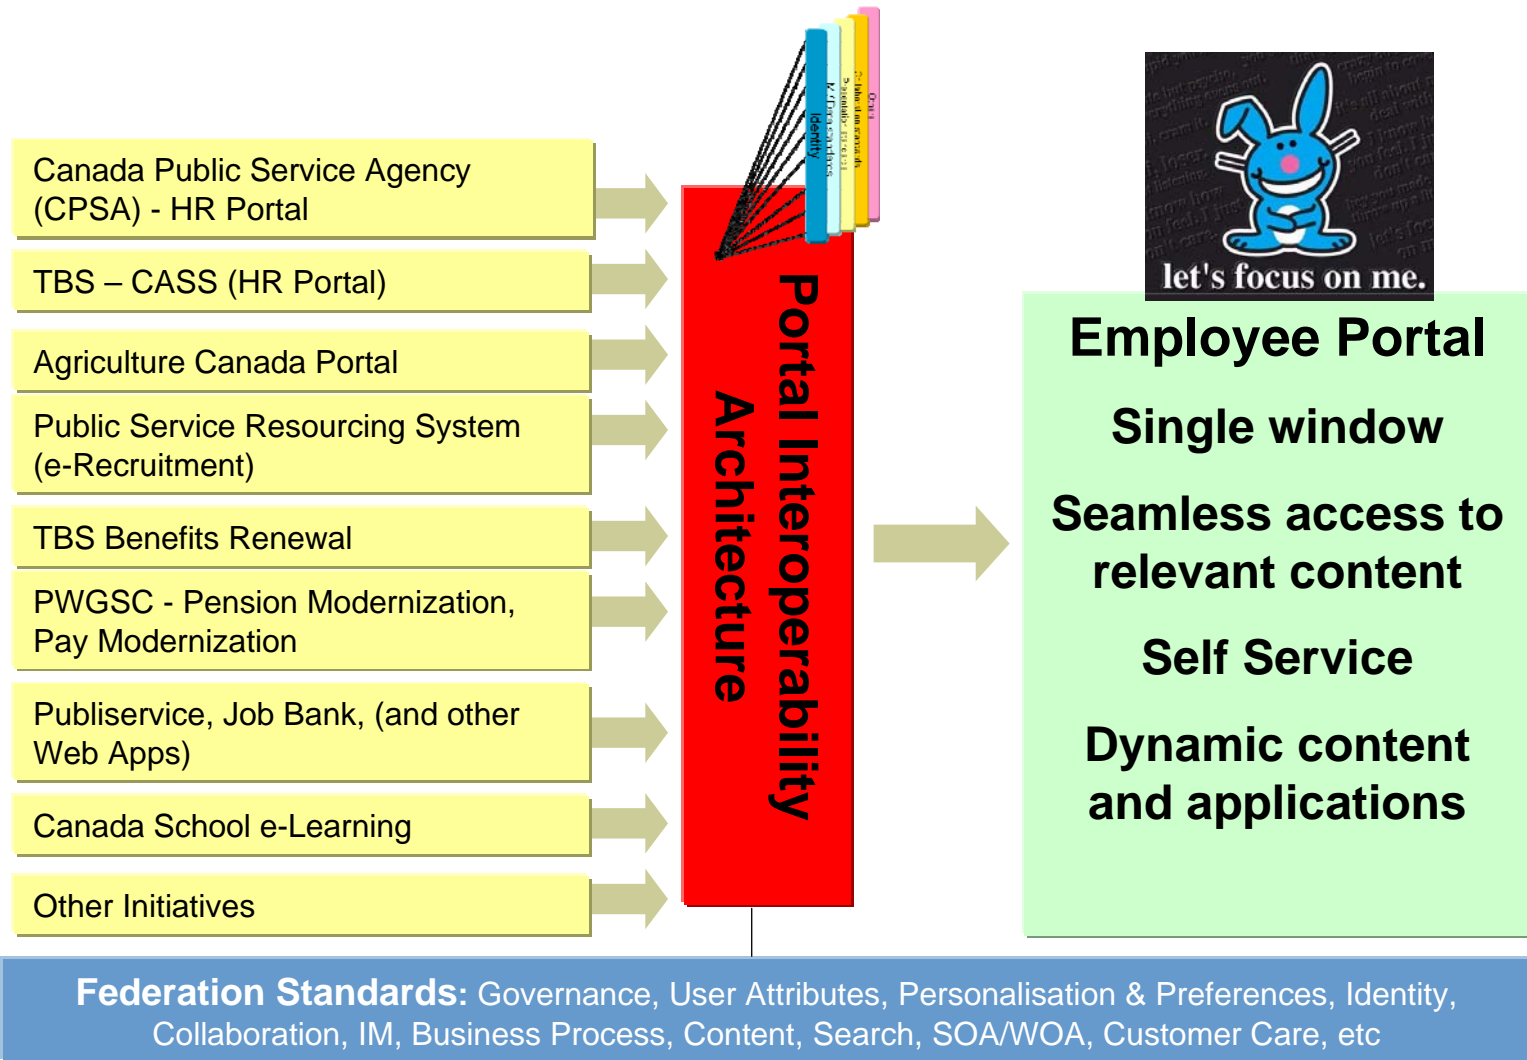 Canada Public Service Agency
(CPSA) - HR Portal
TBS – CASS (HR Portal)
Agriculture Canada Portal
Public Service Resourcing System
(e-Recruitment)
TBS Benefits Renewal
PWGSC - Pension Modernization,
Pay Modernization
Publiservice, Job Bank, (and other
Web Apps)
Canada School e-Learning
Other Initiatives
Identity
Portal Interoperability
Architecture
let's focus on me.
Employee Portal
Single window
Seamless access to
relevant content
Self Service
Dynamic content
and applications
Federation Standards: Governance, User Attributes, Personalisation & Preferences, Identity,
Collaboration, IM, Business Process, Content, Search, SOA/WOA, Customer Care, etc